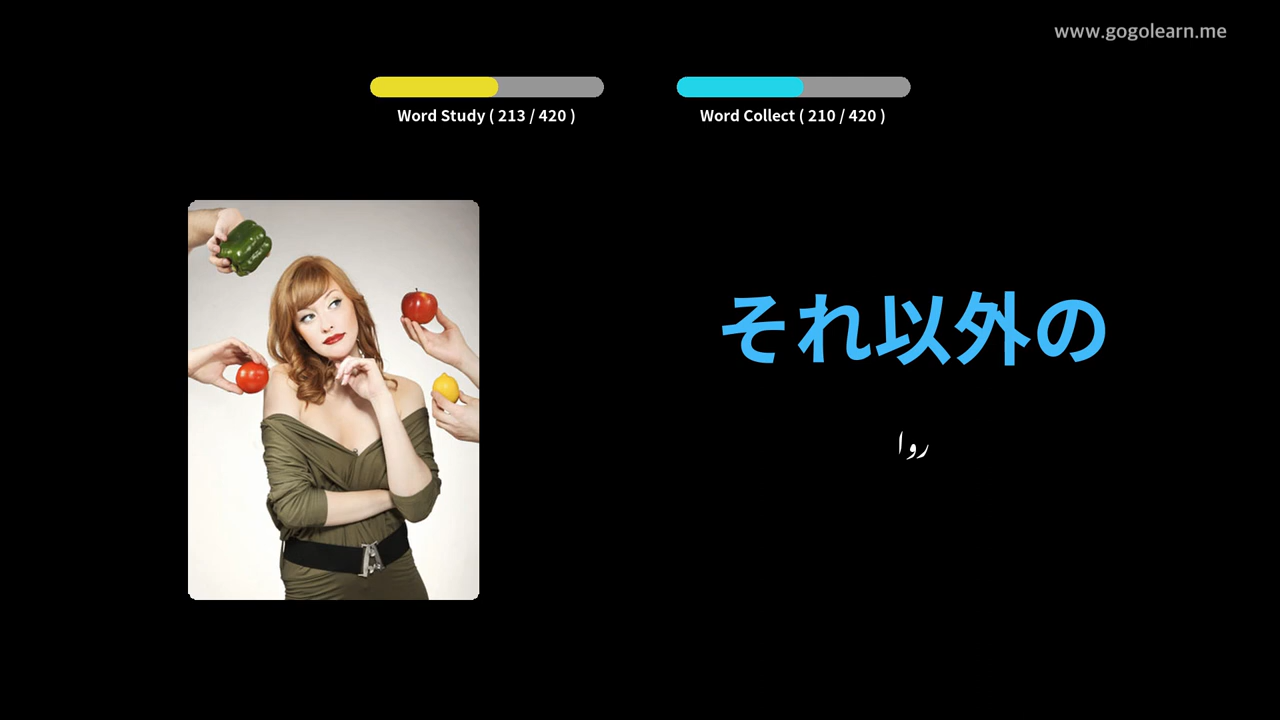 www.gogolearn.me
Word Study ( 213 / 420 )
Word Collect ( 210 / 420 )
それ以外の
روا